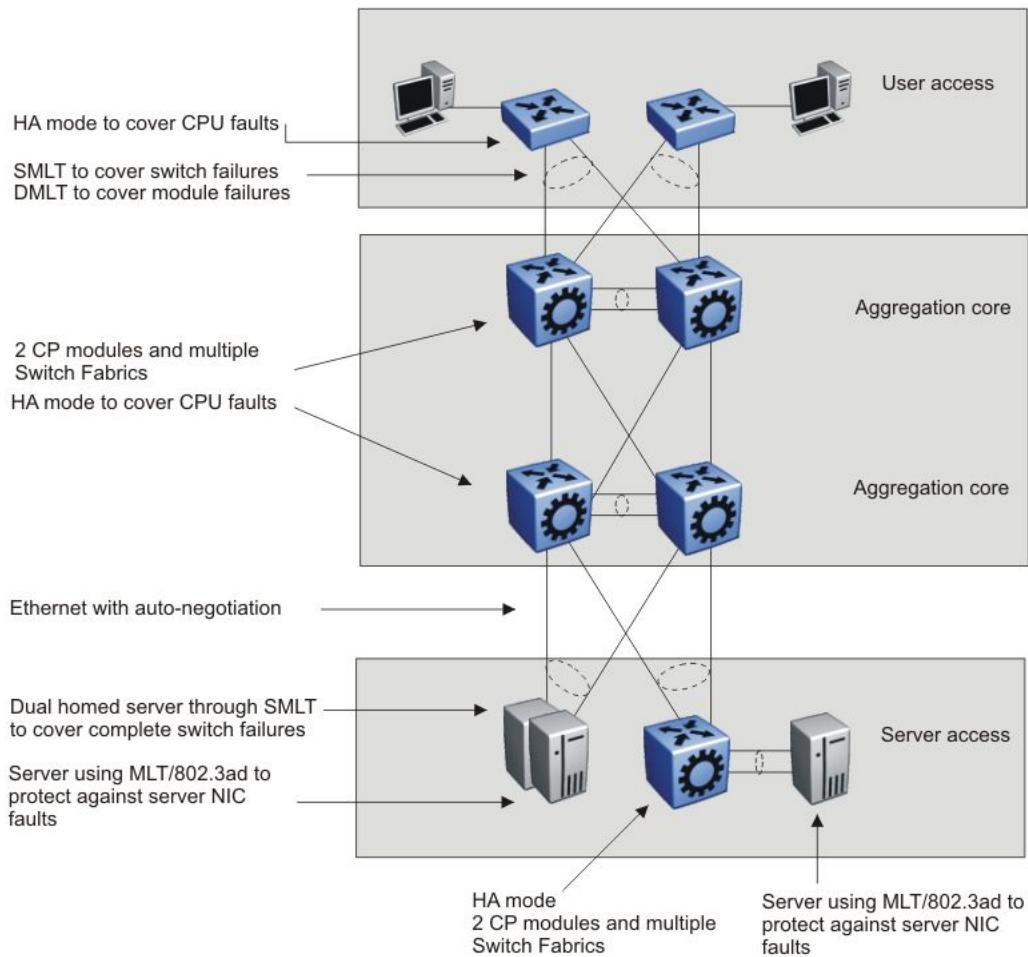 User access
HA mode to cover CPU faults
SMLT to cover switch failures
DMLT to cover module failures
Aggregation core
2 CP modules and multiple
Switch Fabrics
HA mode to cover CPU faults
Aggregation core
Ethernet with auto-negotiation
Dual homed server through SMLT
to cover complete switch failures
Server access
Server using MLT/802.3ad to
protect against server NIC
faults
HA mode
2 CP modules and multiple
Switch Fabrics
Server using MLT/802.3ad to
protect against server NIC
faults